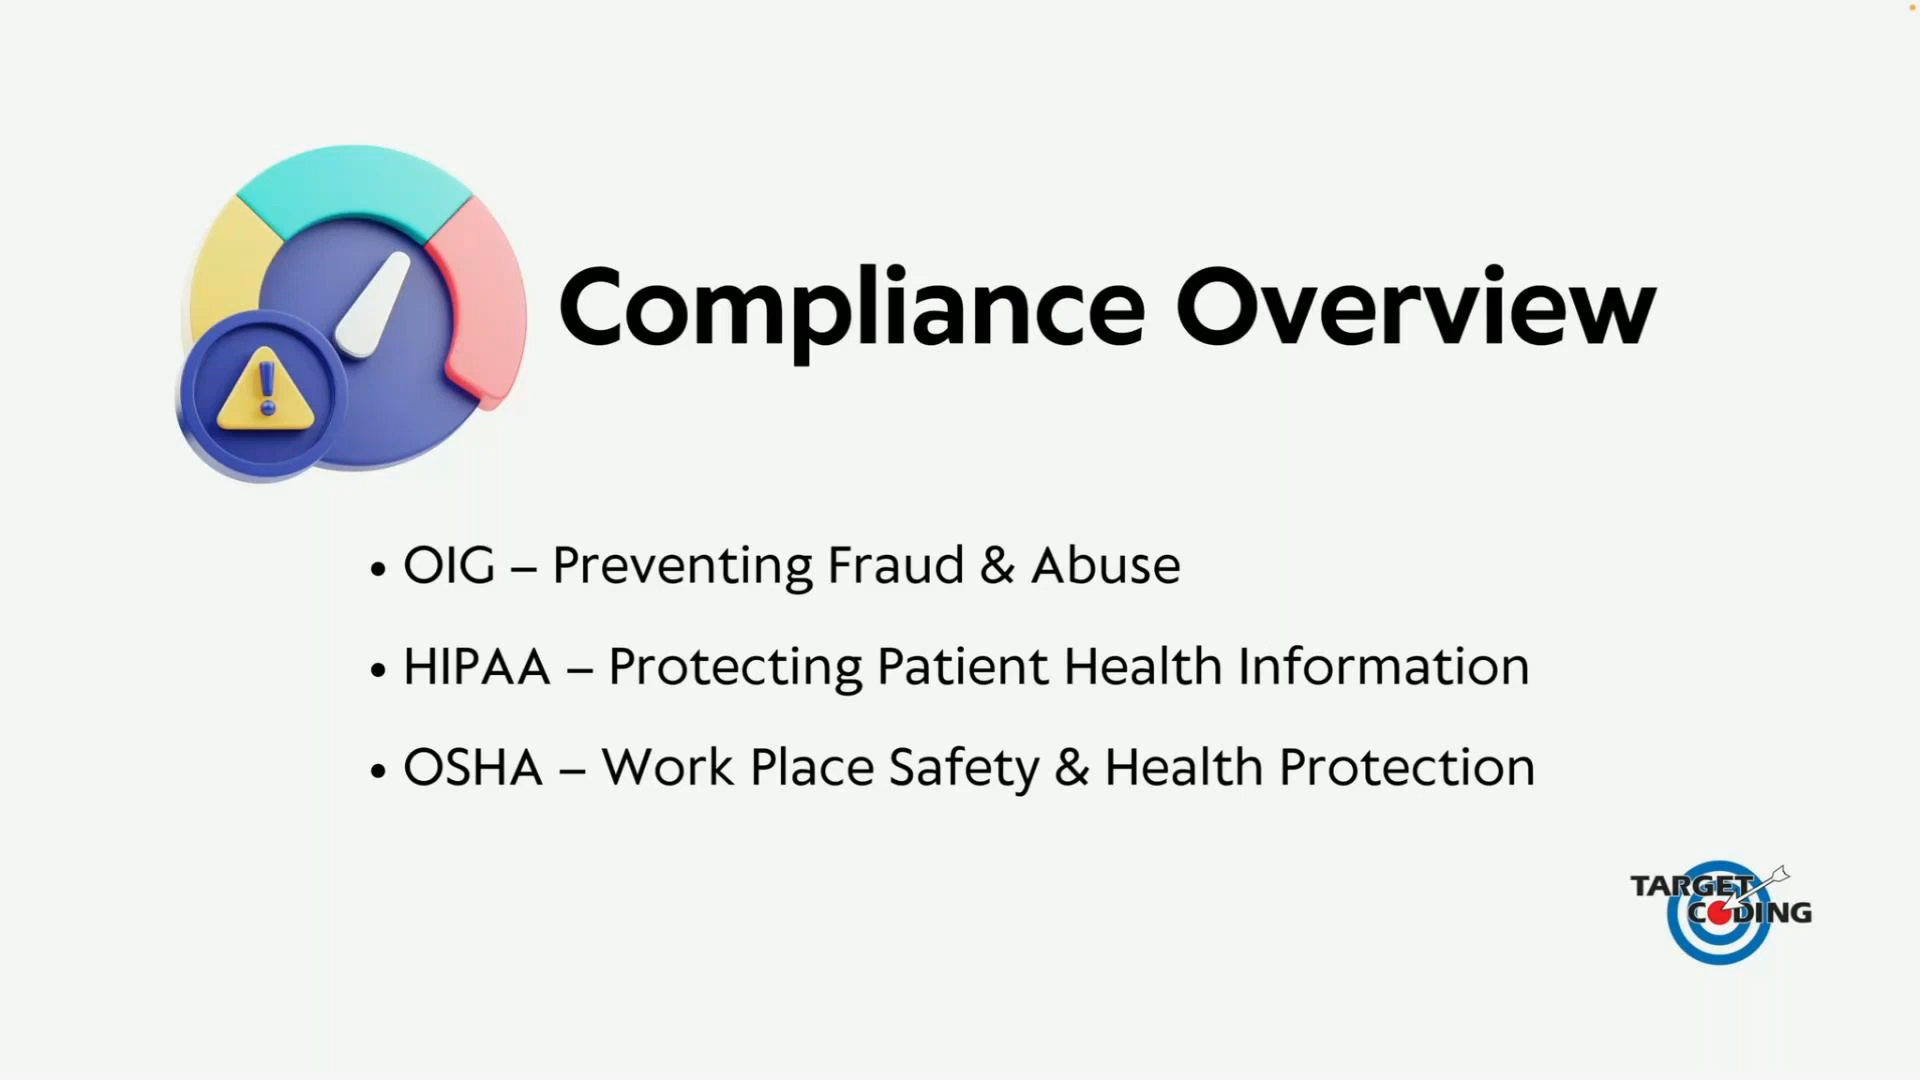 Compliance Overview
• OIG – Preventing Fraud & Abuse
• HIPAA – Protecting Patient Health Information
• OSHA – Work Place Safety & Health Protection
TARGET
CODING